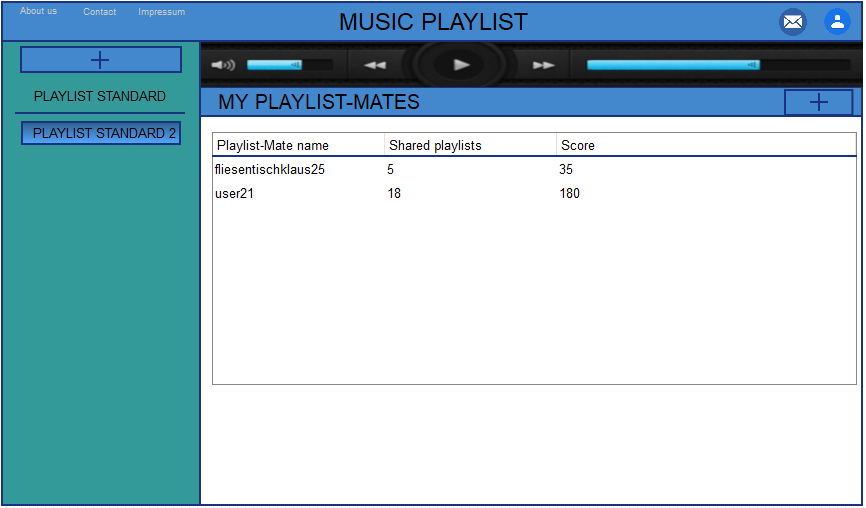 About us Contact Impressum
MUSIC PLAYLIST
PLAYLIST STANDARD
PLAYLIST STANDARD 2
MY PLAYLIST-MATES
Playlist-Mate name Shared playlists Score
fliesentischklaus25 5 35
user21 18 180